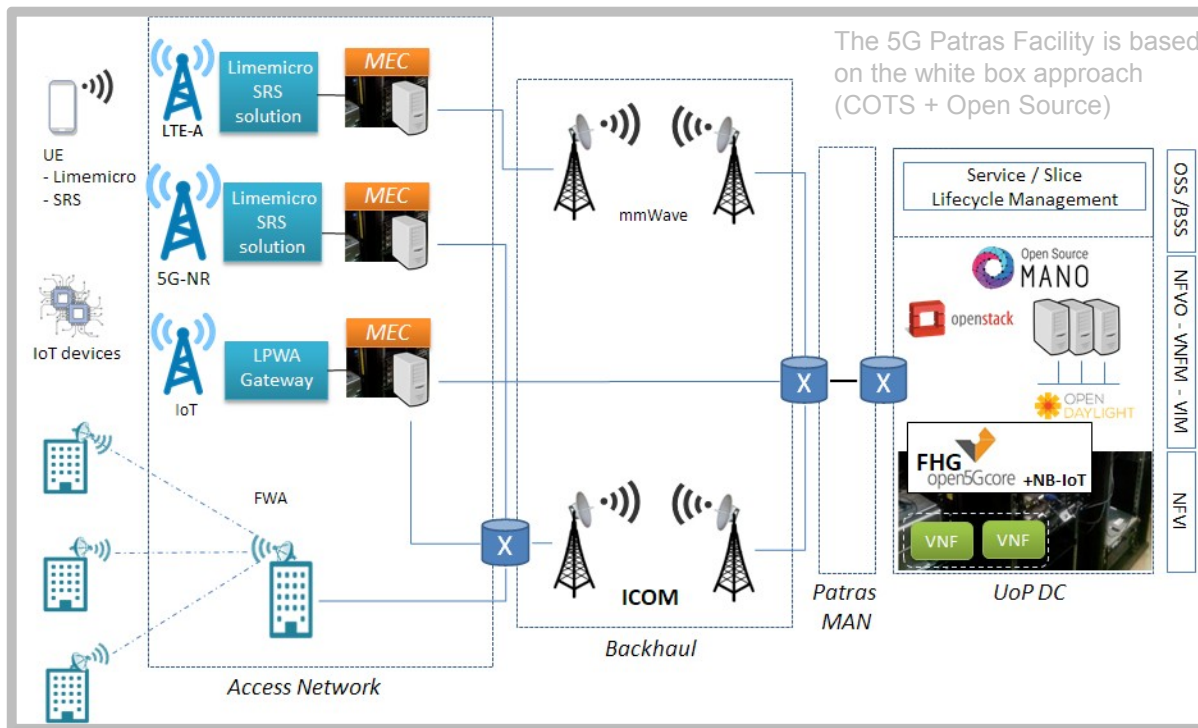 The 5G Patras Facility is based
on the white box approach
(COTS + Open Source)
UE
- Limemicro
- SRS
LTE-A
Limemicro
SRS
solution
MEC
5G-NR
Limemicro
SRS
solution
MEC
IoT devices
IoT
LPWA
Gateway
MEC
FWA
Access Network
mmWave
X
ICOM
Backhaul
X
X
Patras
MAN
Service / Slice
Lifecycle Management
Open Source
MANO
openstack
OPEN
DAYLIGHT
FHG
open5Gcore
+NB-IoT
VNF
VNF
UoP DC
OSS /BSS
NFVO - VNFM - VIM
NFVI